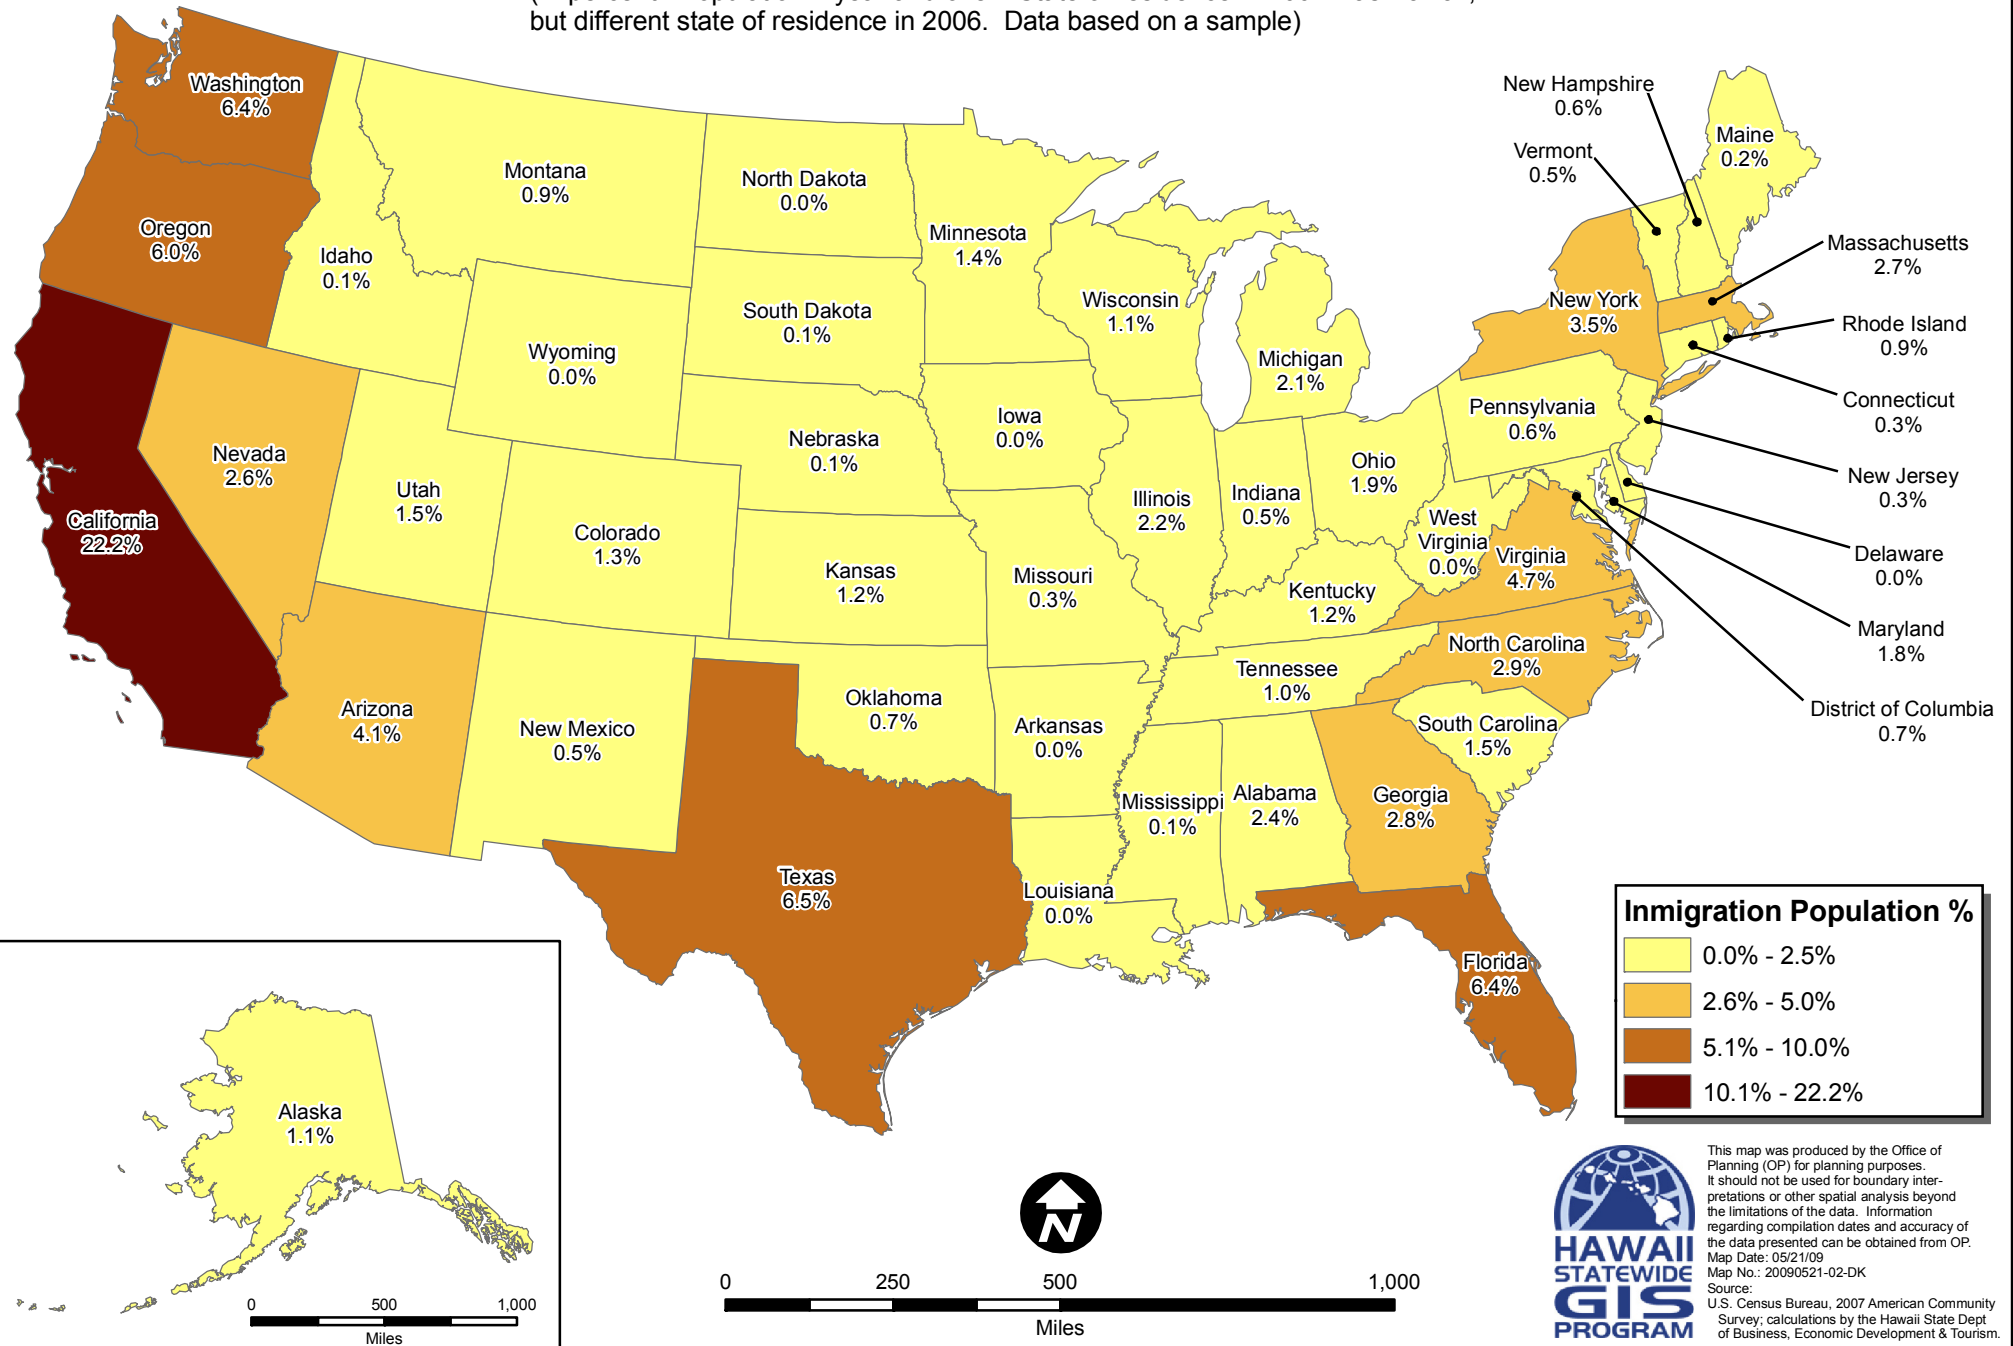 but different state of residence in 2006. Data based on a sample)
Washington
6.4%
Oregon
6.0%
California
22.2%
Nevada
2.6%
Idaho
0.1%
Montana
0.9%
Wyoming
0.0%
Utah
1.5%
Arizona
4.1%
Colorado
1.3%
New Mexico
0.5%
North Dakota
0.0%
South Dakota
0.1%
Nebraska
0.1%
Kansas
1.2%
Oklahoma
0.7%
Texas
6.5%
Minnesota
1.4%
Iowa
0.0%
Missouri
0.3%
Arkansas
0.0%
Louisiana
0.0%
Wisconsin
1.1%
Illinois
2.2%
Michigan
2.1%
Indiana
0.5%
Ohio
1.9%
Kentucky
1.2%
Tennessee
1.0%
Mississippi
0.1%
Alabama
2.4%
Georgia
2.8%
Florida
6.4%
South Carolina
1.5%
North Carolina
2.9%
Virginia
4.7%
West
Virginia
0.0%
Pennsylvania
0.6%
New York
3.5%
Maine
0.2%
New Hampshire
0.6%
Vermont
0.5%
Massachusetts
2.7%
Rhode Island
0.9%
Connecticut
0.3%
New Jersey
0.3%
Delaware
0.0%
Maryland
1.8%
District of Columbia
0.7%
Alaska
1.1%
0 500 1,000
Miles
N
0 250 500 1,000
Miles
Inmigration Population %
0.0% - 2.5%
2.6% - 5.0%
5.1% - 10.0%
10.1% - 22.2%
HAWAII
STATEWIDE
GIS
PROGRAM
This map was produced by the Office of
Planning (OP) for planning purposes.
It should not be used for boundary inter-
pretations or other spatial analysis beyond
the limitations of the data. Information
regarding compilation dates and accuracy of
the data presented can be obtained from OP.
Map Date: 05/21/09
Map No.: 20090521-02-DK
Source:
U.S. Census Bureau, 2007 American Community
Survey; calculations by the Hawaii State Dept
of Business, Economic Development & Tourism.